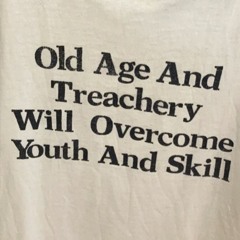 Old Age And
Treachery
Will Overcome
Youth And Skill